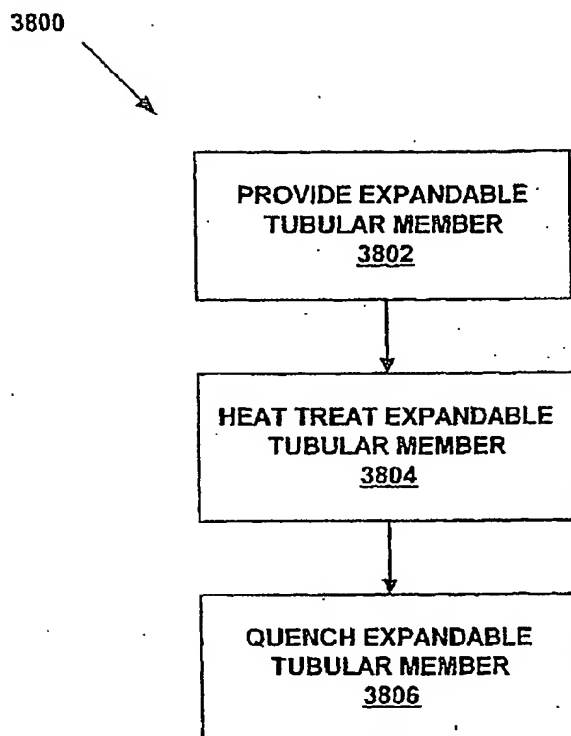 3800
PROVIDE EXPANDABLE
TUBULAR MEMBER
3802
HEAT TREAT EXPANDABLE
TUBULAR MEMBER
3804
QUENCH EXPANDABLE
TUBULAR MEMBER
3806